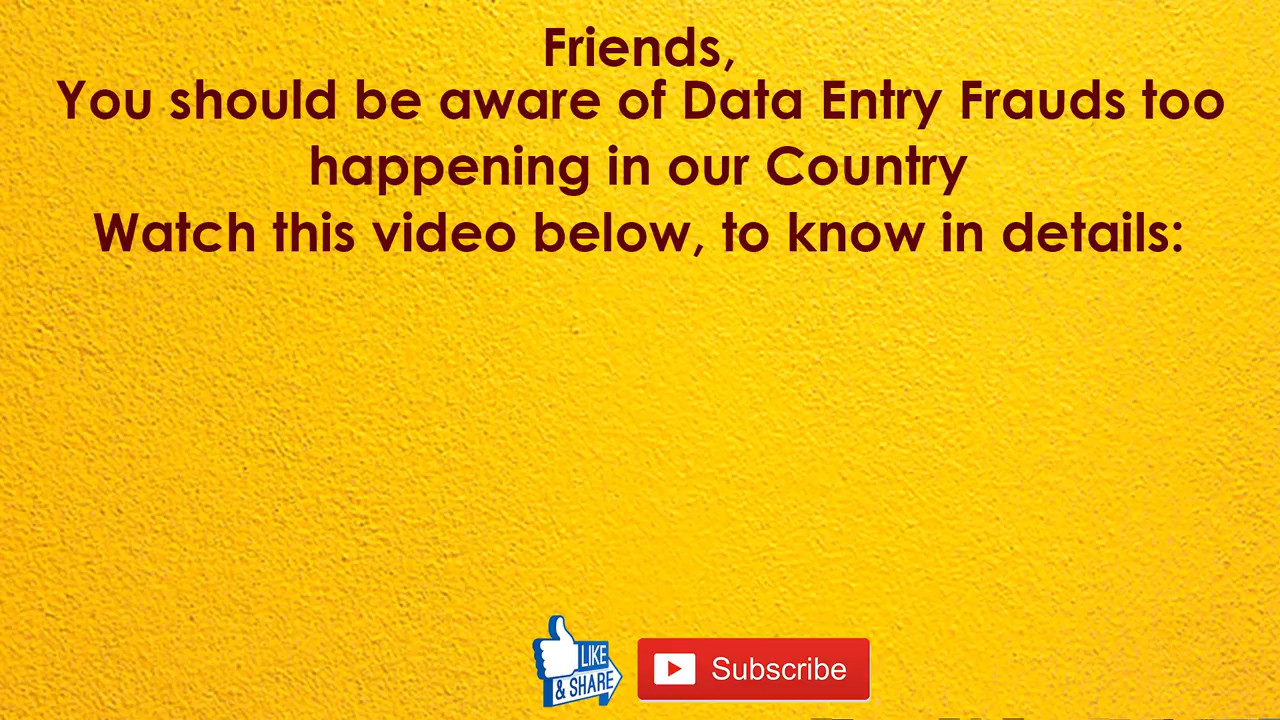 Friends,
You should be aware of Data Entry Frauds too
happening in our Country
Watch this video below, to know in details:
LIKE
& SHARE
Subscribe